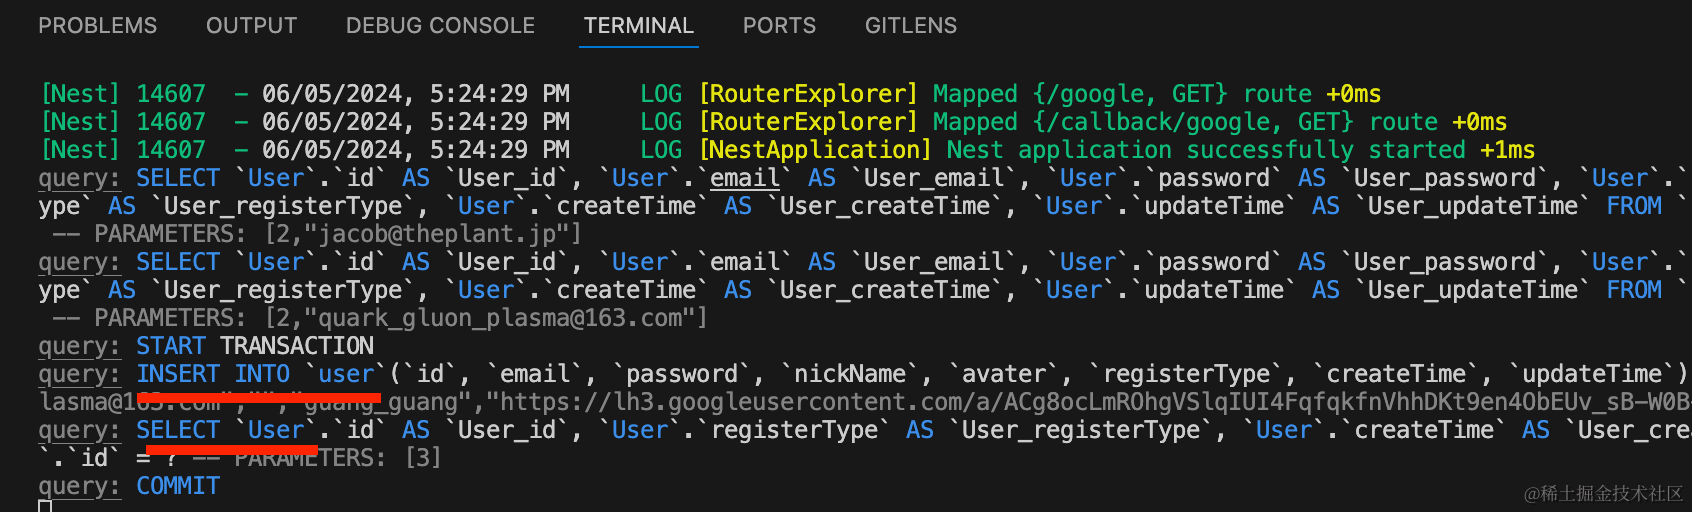 PROBLEMS OUTPUT DEBUG CONSOLE TERMINAL PORTS GITLENS
[Nest] 14607  - 06/05/2024, 5:24:29 PM     LOG [RouterExplorer] Mapped {/google, GET} route +0ms
[Nest] 14607  - 06/05/2024, 5:24:29 PM     LOG [RouterExplorer] Mapped {/callback/google, GET} route +0ms
[Nest] 14607  - 06/05/2024, 5:24:29 PM     LOG [NestApplication] Nest application successfully started +1ms
query: SELECT `User`.`id` AS `User_id`, `User`.`email` AS `User_email`, `User`.`password` AS `User_password`, `User`.`
ype` AS `User_registerType`, `User`.`createTime` AS `User_createTime`, `User`.`updateTime` AS `User_updateTime` FROM `
-- PARAMETERS: [2,"jacob@theplant.jp"]
query: SELECT `User`.`id` AS `User_id`, `User`.`email` AS `User_email`, `User`.`password` AS `User_password`, `User`.`
ype` AS `User_registerType`, `User`.`createTime` AS `User_createTime`, `User`.`updateTime` AS `User_updateTime` FROM `
-- PARAMETERS: [2,"quark_gluon_plasma@163.com"]
query: START TRANSACTION
query: INSERT INTO `user`(`id`, `email`, `password`, `nickName`, `avater`, `registerType`, `createTime`, `updateTime`)
lasma@163.com","","guang_guang","https://lh3.googleusercontent.com/a/ACg8ocLmROhgVSlqIUI4FqfqkfnVhhDKt9en4ObEUv_sB-W0B
query: SELECT `User`.`id` AS `User_id`, `User`.`registerType` AS `User_registerType`, `User`.`createTime` AS `User_cre
`.`id` = ? -- PARAMETERS: [3]
query: COMMIT
@稀土掘金技术社区